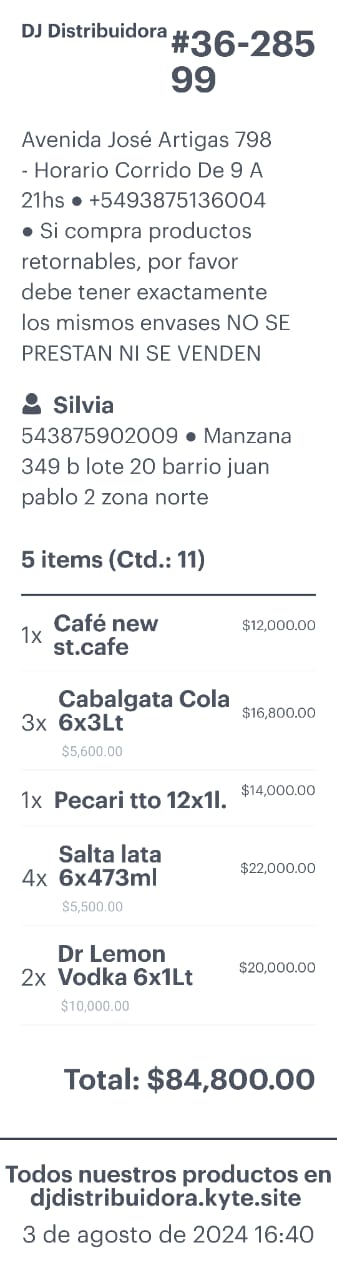 DJ Distribuidora
#36-285
99
Avenida José Artigas 798
- Horario Corrido De 9 A
21hs ● +5493875136004
● Si compra productos
retornables, por favor
debe tener exactamente
los mismos envases NO SE
PRESTAN NI SE VENDEN
Silvia
543875902009 ● Manzana
349 b lote 20 barrio juan
pablo 2 zona norte
5 items (Ctd.: 11)
1x Café new $12,000.00
st.cafe
Cabalgata Cola
3x 6x3Lt $16,800.00
$5,600.00
1x Pecari tto 12x1l. $14,000.00
Salta lata
4x 6x473ml $22,000.00
$5,500.00
Dr Lemon
2x Vodka 6x1Lt $20,000.00
$10,000.00
Total: $84,800.00
Todos nuestros productos en
djdistribuidora.kyte.site
3 de agosto de 2024 16:40